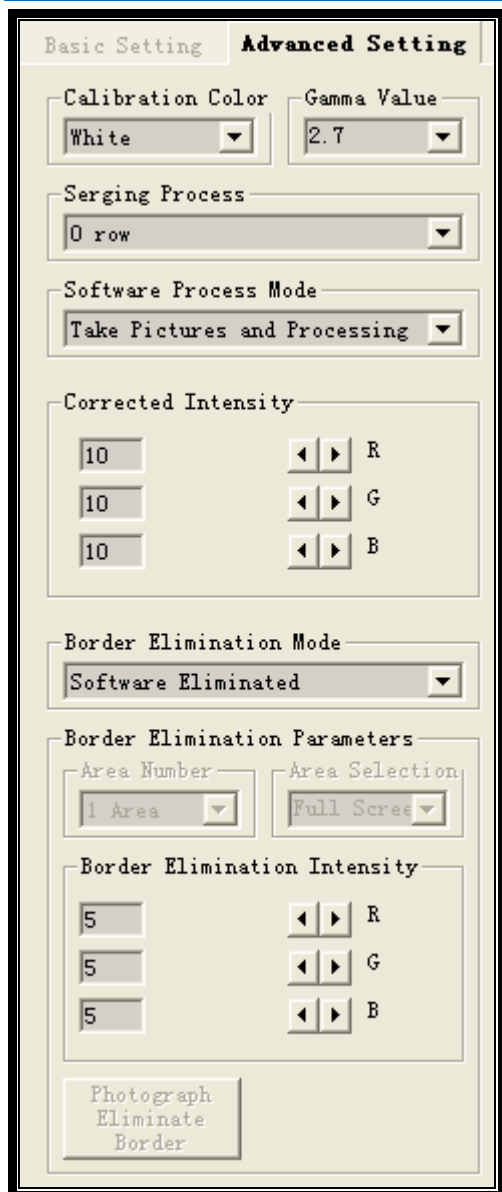 Basic Setting Advanced Setting
Calibration Color Gamma Value
White 2.7
Serging Process
0 row
Software Process Mode
Take Pictures and Processing
Corrected Intensity
10 R
10 G
10 B
Border Elimination Mode
Software Eliminated
Border Elimination Parameters
Area Number Area Selection
1 Area Full Scree
Border Elimination Intensity
5 R
5 G
5 B
Photograph
Eliminate
Border